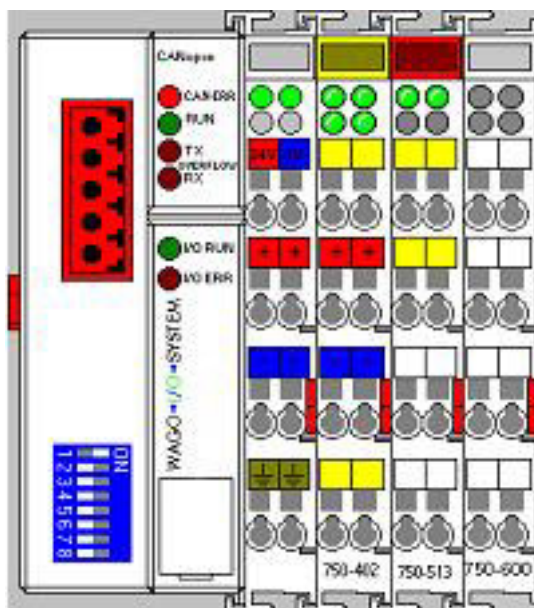 CANopen
CAN-ERR
RUN
TX
OVERFLOW
RX
I/O RUN
I/O ERR
WAGO I/O SYSTEM
ON
1
2
3
4
5
6
7
8
24V
+ +
+ +
750-402
750-513
750-600